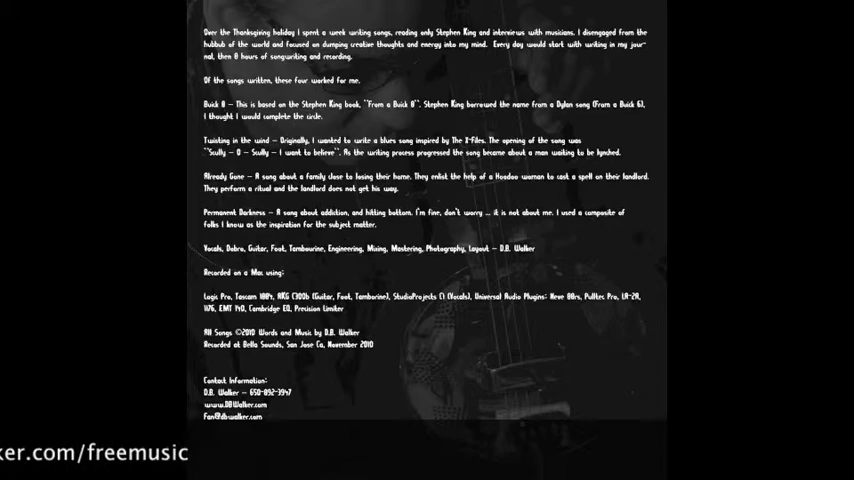 Over the Thanksgiving holiday I spent a week writing songs, reading only Stephen King and interviews with musicians. I disengaged from the
hubbub of the world and focused on dumping creative thoughts and energy into my mind. Every day would start with writing in my jour-
nal, then 8 hours of songwriting and recording.
Of the songs written, these four worked for me.
Buick 8 – This is based on the Stephen King book, "From a Buick 8". Stephen King borrowed the name from a Dylan song (From a Buick 6),
I thought I would complete the circle.
Twisting in the wind – Originally, I wanted to write a blues song inspired by The X-Files. The opening of the song was
"Scully – O – Scully – I want to believe". As the writing process progressed the song became about a man waiting to be lynched.
Already Gone – A song about a family close to losing their home. They enlist the help of a Hoodoo woman to cast a spell on their landlord.
They perform a ritual and the landlord does not get his way.
Permanent Darkness – A song about addiction, and hitting bottom. I'm fine, don't worry ... it is not about me. I used a composite of
folks I know as the inspiration for the subject matter.
Vocals, Dobro, Guitar, Foot, Tambourine, Engineering, Mixing, Mastering, Photography, Layout – D.B. Walker
Recorded on a Mac using:
Logic Pro, Tascam 1884, AKG C300b (Guitar, Foot, Tamborine), StudioProjects C1 (Vocals), Universal Audio Plugins: Neve 88rs, Pulltec Pro, LA-2A,
1176, EMT 140, Cambridge EQ, Precision Limiter
All Songs ©2010 Words and Music by D.B. Walker
Recorded at Bella Sounds, San Jose Ca, November 2010
Contact Information:
D.B. Walker – 650-892-3947
www.DBWalker.com
Fan@dbwalker.com
ker.com/freemusic